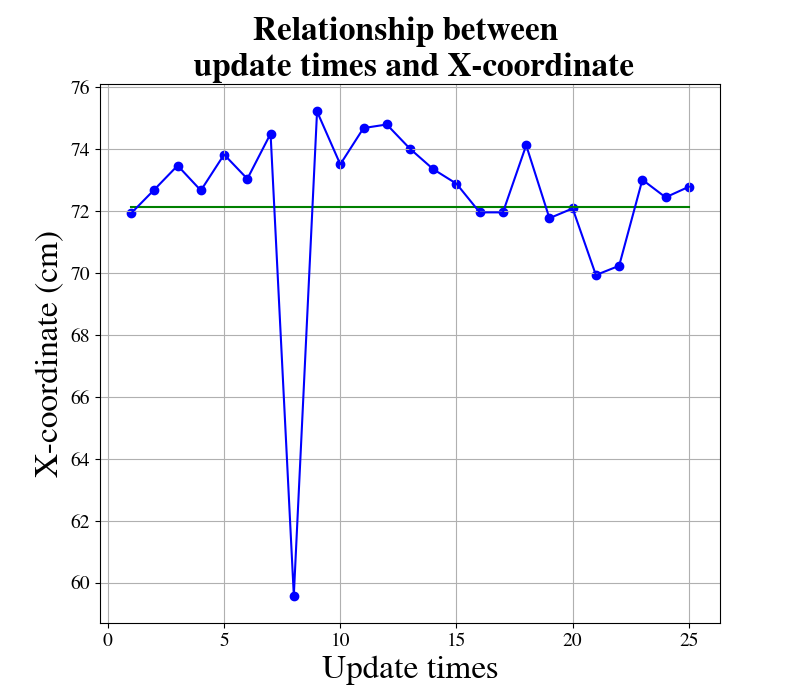 Relationship between
update times and X-coordinate
76
74
72
70
68
66
64
62
60
X-coordinate (cm)
0 5 10 15 20 25
Update times